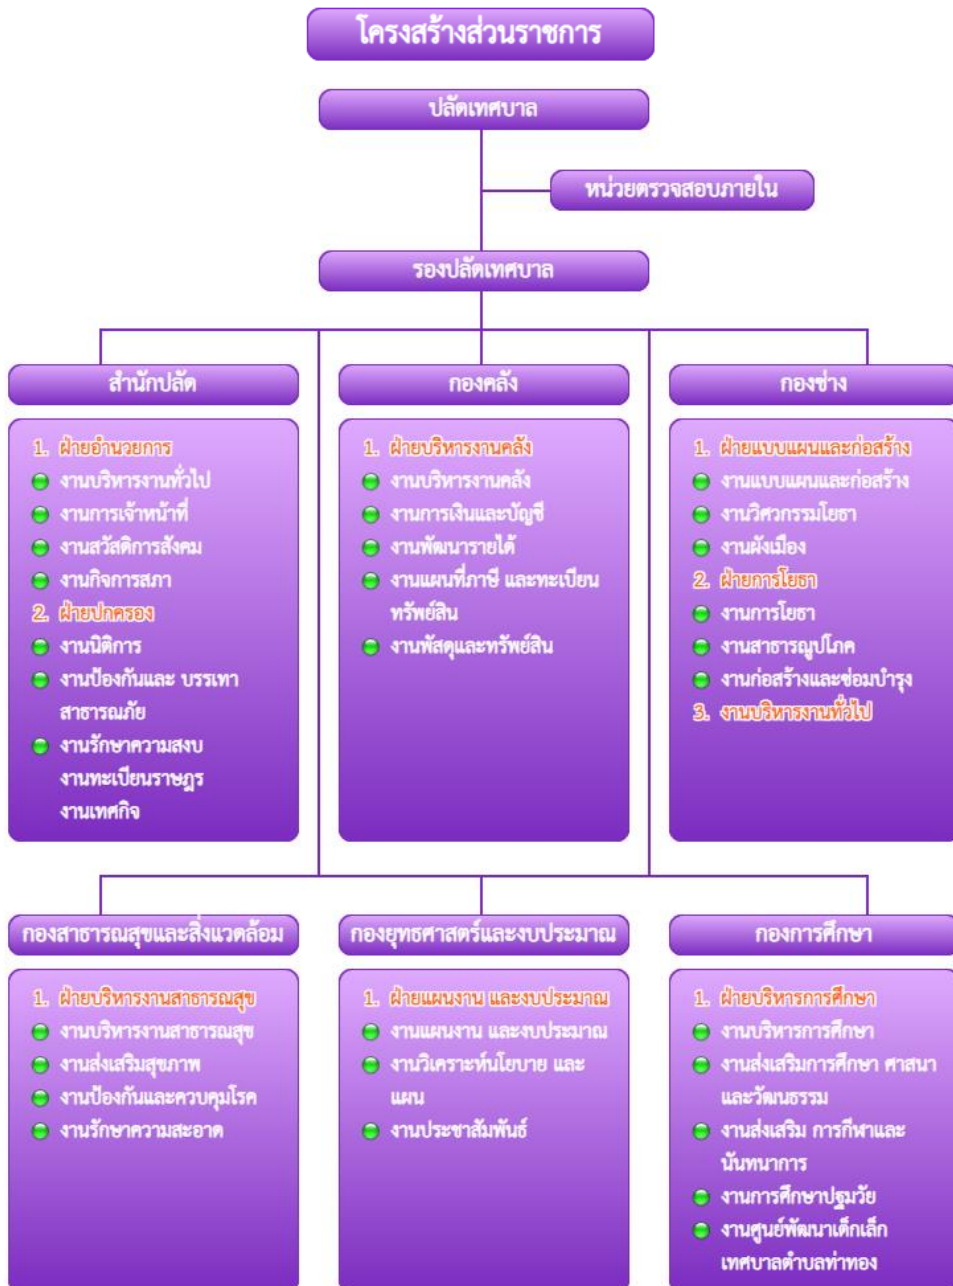 โครงสร้างส่วนราชการ
ปลัดเทศบาล
หน่วยตรวจสอบภายใน
รองปลัดเทศบาล
สำนักปลัด
1. ฝ่ายอำนวยการ
งานบริหารงานทั่วไป
งานการเจ้าหน้าที่
งานสวัสดิการสังคม
งานกิจการสภา
2. ฝ่ายปกครอง
งานนิติการ
งานป้องกันและ บรรเทา
สาธารณภัย
งานรักษาความสงบ
งานทะเบียนราษฎร
งานเทศกิจ
กองคลัง
1. ฝ่ายบริหารงานคลัง
งานบริหารงานคลัง
งานการเงินและบัญชี
งานพัฒนารายได้
งานแผนที่ภาษี และทะเบียน
ทรัพย์สิน
งานพัสดุและทรัพย์สิน
กองช่าง
1. ฝ่ายแบบแผนและก่อสร้าง
งานแบบแผนและก่อสร้าง
งานวิศวกรรมโยธา
งานผังเมือง
2. ฝ่ายการโยธา
งานการโยธา
งานสาธารณูปโภค
งานก่อสร้างและซ่อมบำรุง
3. งานบริหารงานทั่วไป
กองสาธารณสุขและสิ่งแวดล้อม
1. ฝ่ายบริหารงานสาธารณสุข
งานบริหารงานสาธารณสุข
งานส่งเสริมสุขภาพ
งานป้องกันและควบคุมโรค
งานรักษาความสะอาด
กองยุทธศาสตร์และงบประมาณ
1. ฝ่ายแผนงาน และงบประมาณ
งานแผนงาน และงบประมาณ
งานวิเคราะห์นโยบาย และ
แผน
งานประชาสัมพันธ์
กองการศึกษา
1. ฝ่ายบริหารการศึกษา
งานบริหารการศึกษา
งานส่งเสริมการศึกษา ศาสนา
และวัฒนธรรม
งานส่งเสริม การกีฬาและ
นันทนาการ
งานการศึกษาปฐมวัย
งานศูนย์พัฒนาเด็กเล็ก
เทศบาลตำบลท่าทอง